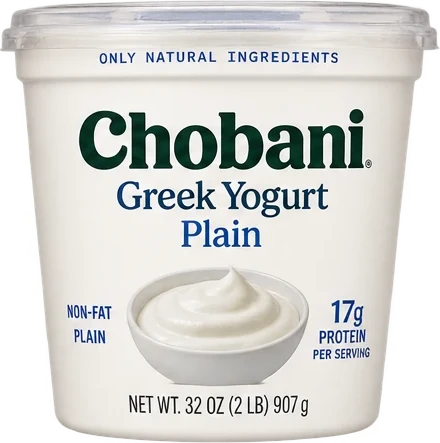 ONLY NATURAL INGREDIENTS
Chobani®
Greek Yogurt
Plain
NON-FAT
PLAIN
17g
PROTEIN
PER SERVING
NET WT. 32 OZ (2 LB) 907 g